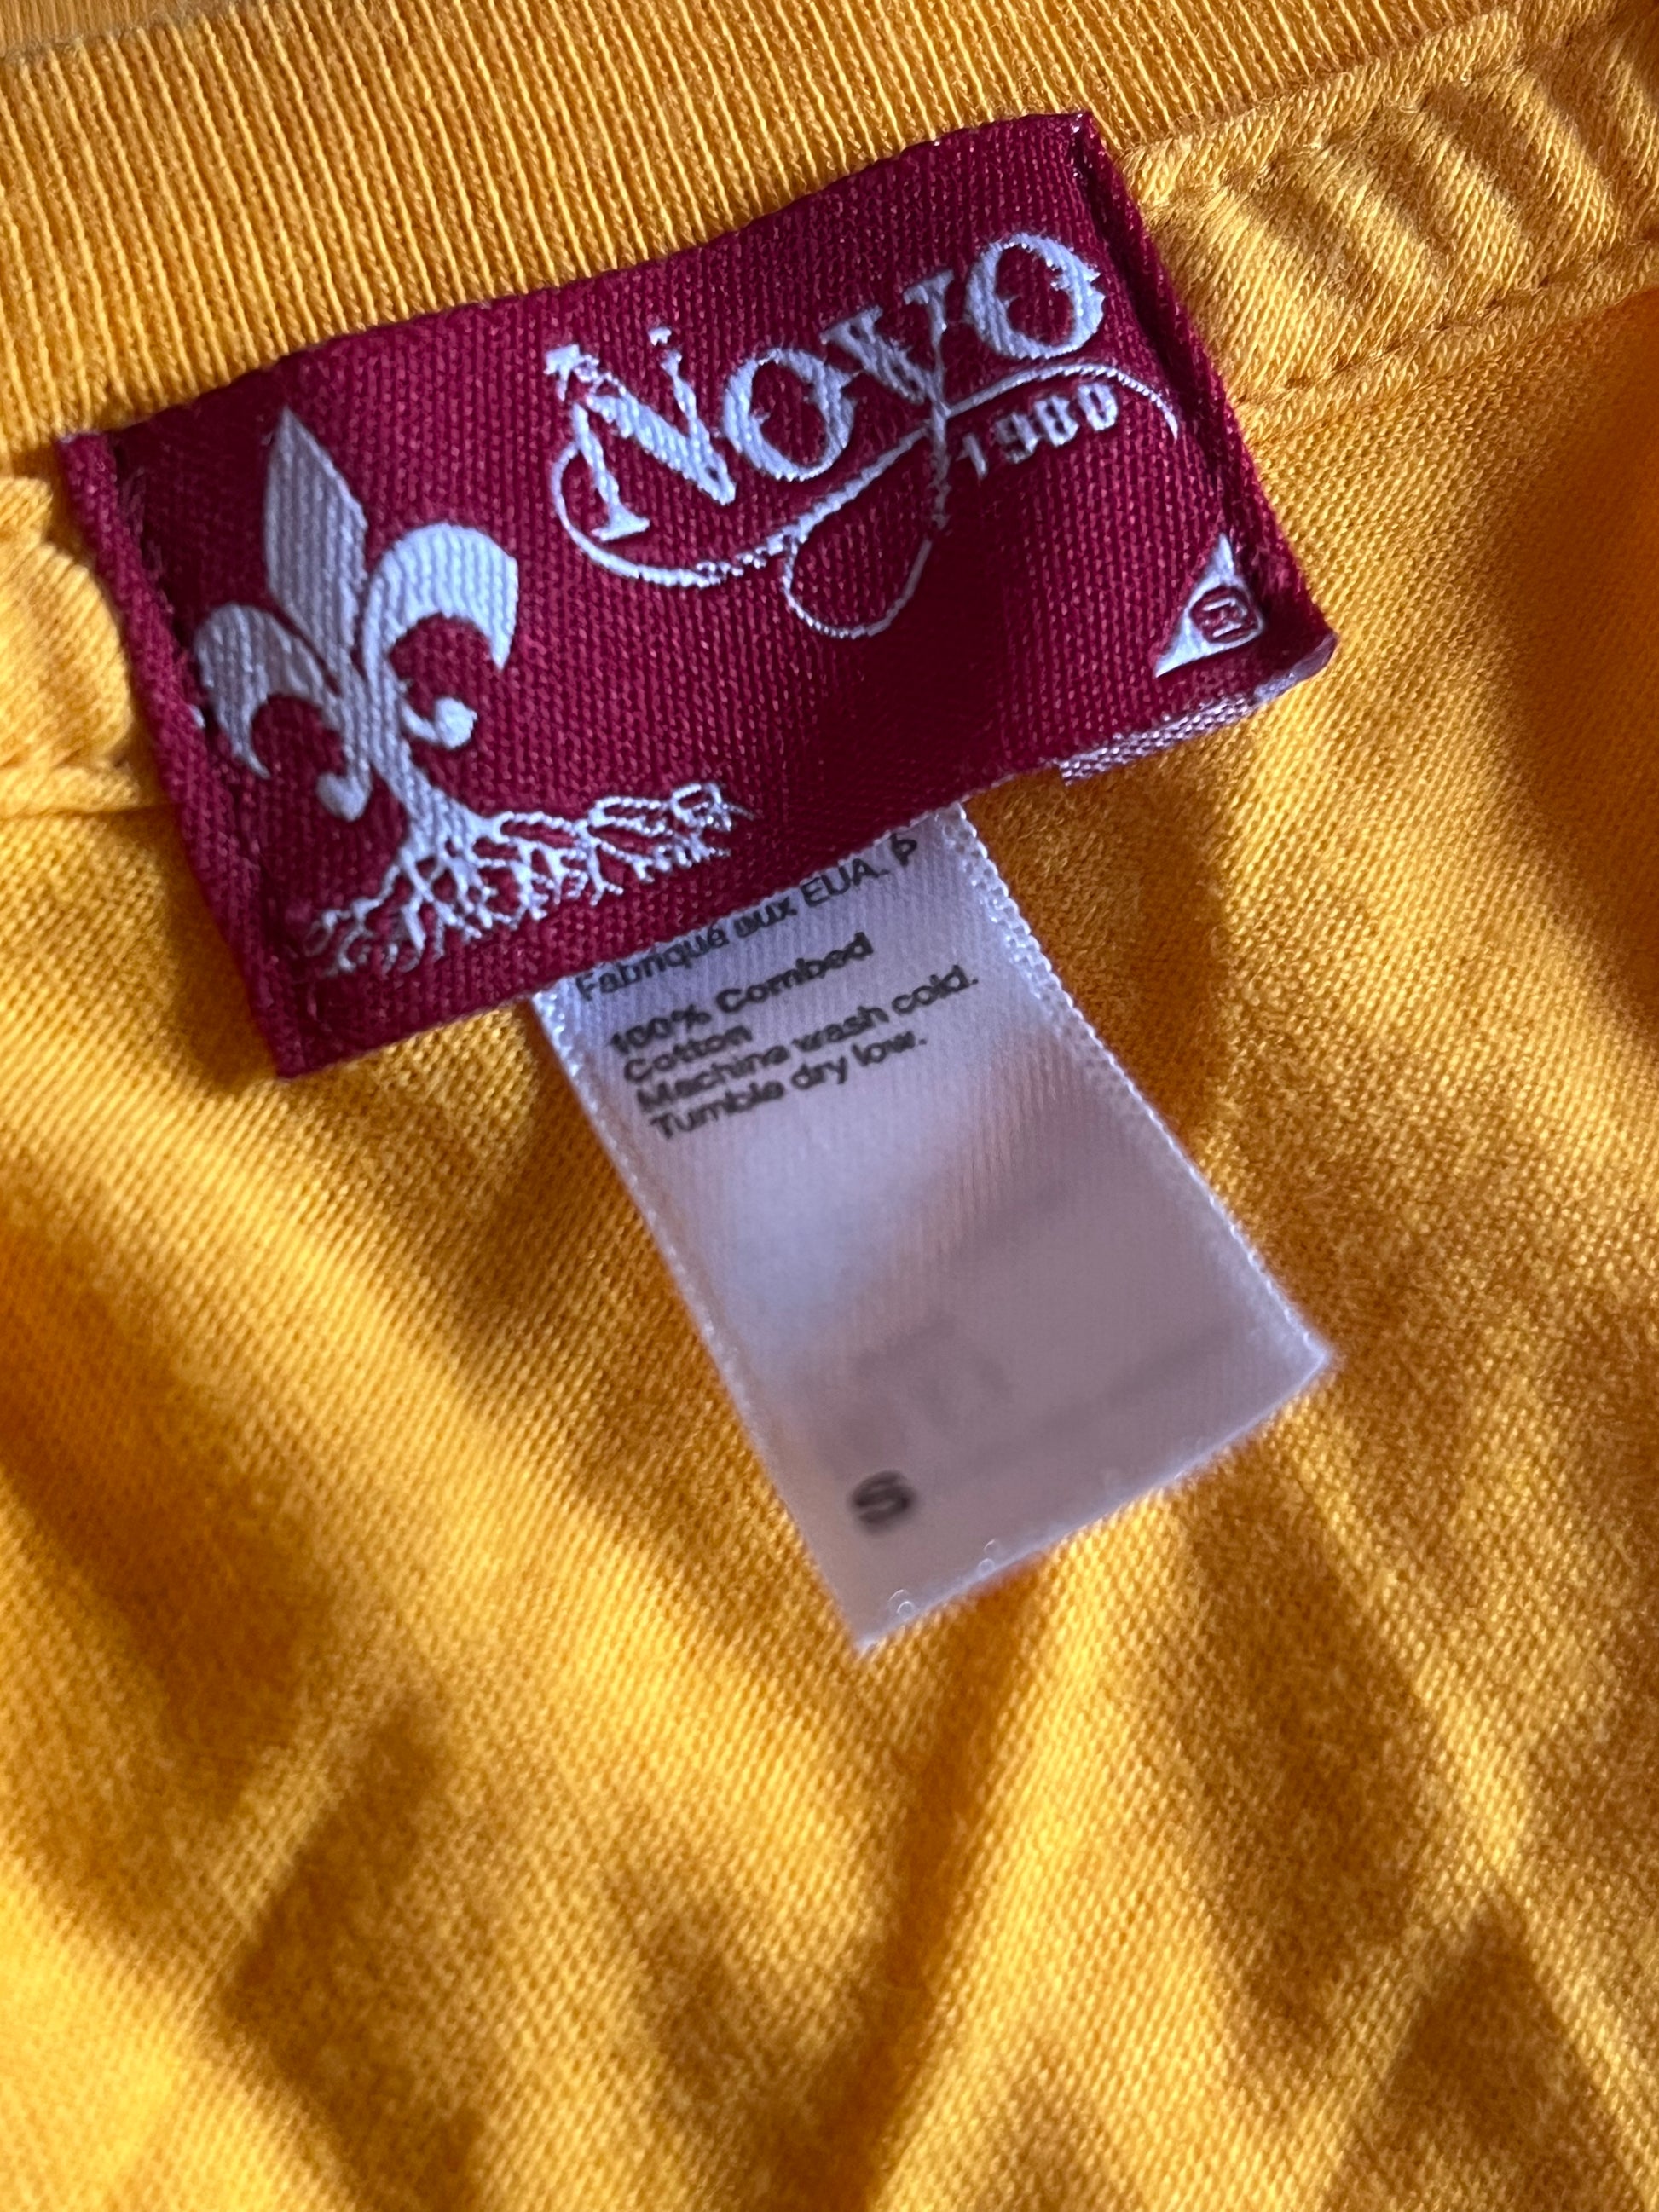 Novo
1980
Fabriqué aux EUA.
100% Combed
Cotton
Machine wash cold.
Tumble dry low.
S